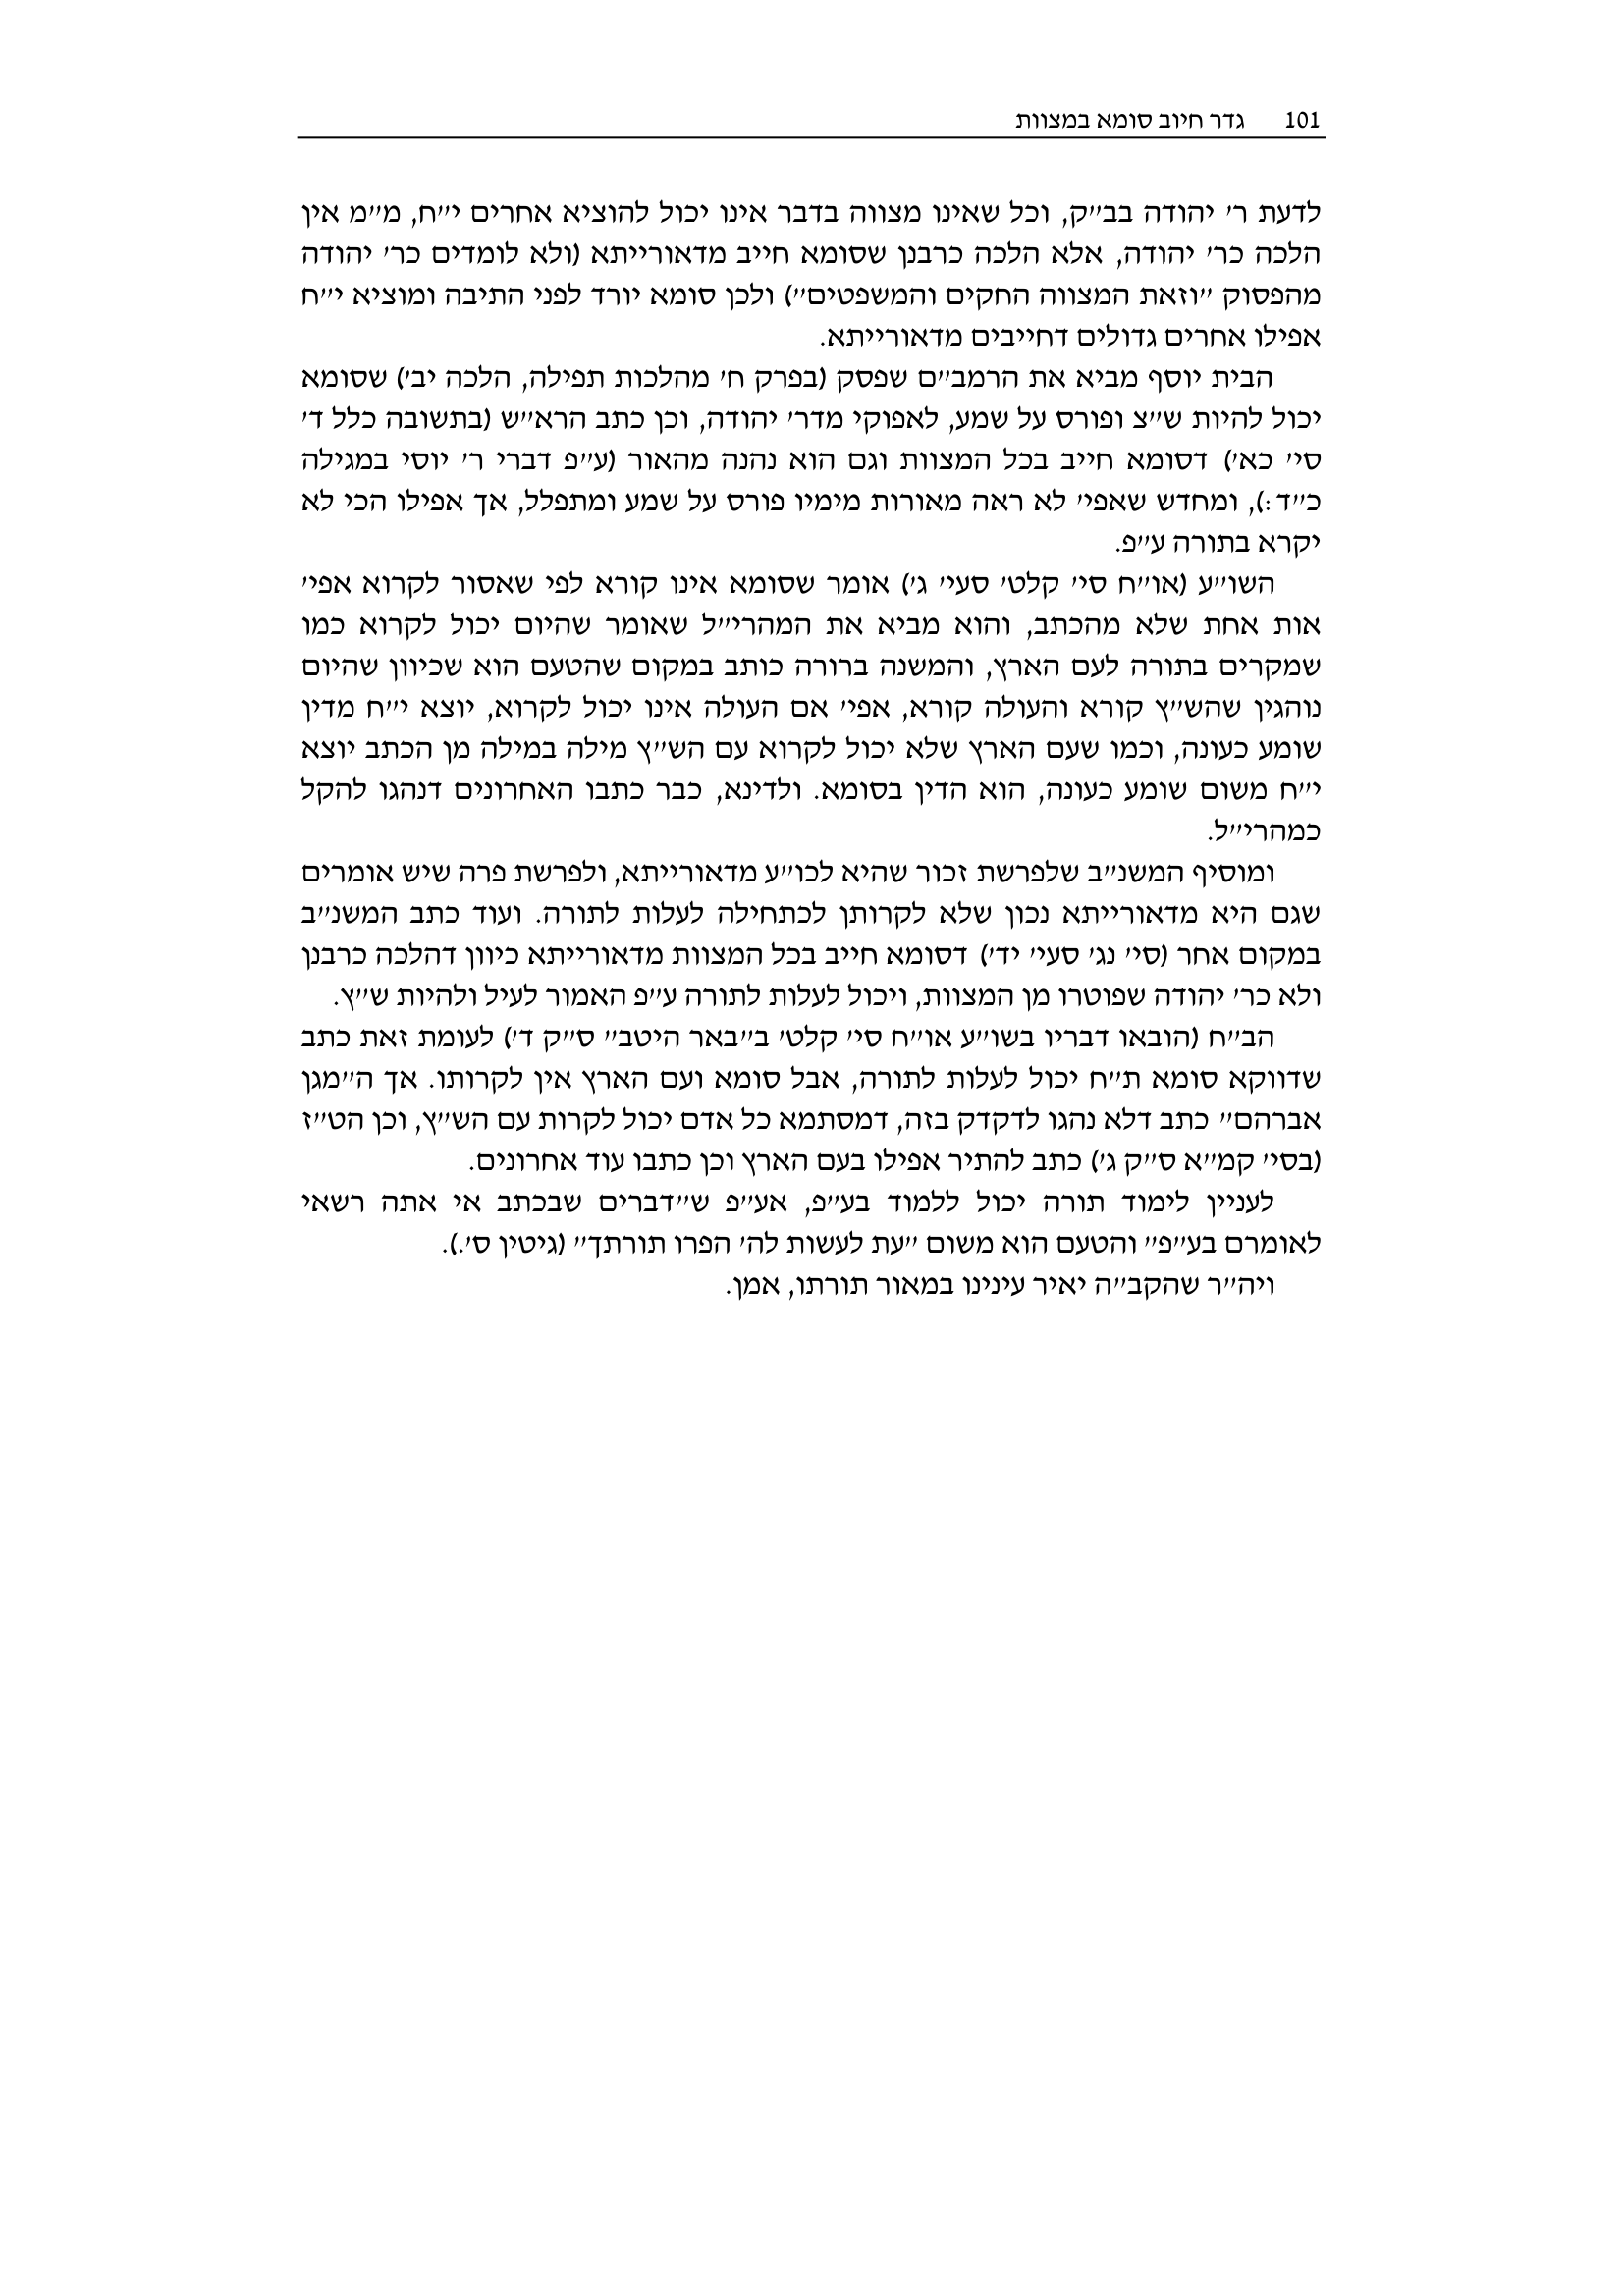 101 גדר חיוב סומא במצוות
לדעת ר' יהודה בב"ק, וכל שאינו מצווה בדבר אינו יכול להוציא אחרים י"ח, מ"מ אין
הלכה כר' יהודה, אלא הלכה כרבנן שסומא חייב מדאורייתא (ולא לומדים כר' יהודה
מהפסוק "וזאת המצווה החקים והמשפטים") ולכן סומא יורד לפני התיבה ומוציא י"ח
אפילו אחרים גדולים דחייבים מדאורייתא.
הבית יוסף מביא את הרמב"ם שפסק (בפרק ח' מהלכות תפילה, הלכה יב') שסומא
יכול להיות ש"צ ופורס על שמע, לאפוקי מדר' יהודה, וכן כתב הרא"ש (בתשובה כלל ד'
סי' כא') דסומא חייב בכל המצוות וגם הוא נהנה מהאור (ע"פ דברי ר' יוסי במגילה
כ"ד:), ומחדש שאפי' לא ראה מאורות מימיו פורס על שמע ומתפלל, אך אפילו הכי לא
יקרא בתורה ע"פ.
השו"ע (או"ח סי' קלט' סעי' ג') אומר שסומא אינו קורא לפי שאסור לקרוא אפי'
אות אחת שלא מהכתב, והוא מביא את המהרי"ל שאומר שהיום יכול לקרוא כמו
שמקרים בתורה לעם הארץ, והמשנה ברורה כותב במקום שהטעם הוא שכיוון שהיום
נוהגין שהש"ץ קורא והעולה קורא, אפי' אם העולה אינו יכול לקרוא, יוצא י"ח מדין
שומע כעונה, וכמו שעם הארץ שלא יכול לקרוא עם הש"ץ מילה במילה מן הכתב יוצא
י"ח משום שומע כעונה, הוא הדין בסומא. ולדינא, כבר כתבו האחרונים דנהגו להקל
כמהרי"ל.
ומוסיף המשנ"ב שלפרשת זכור שהיא לכו"ע מדאורייתא, ולפרשת פרה שיש אומרים
שגם היא מדאורייתא נכון שלא לקרותן לכתחילה לעלות לתורה. ועוד כתב המשנ"ב
במקום אחר (סי' נג' סעי' יד') דסומא חייב בכל המצוות מדאורייתא כיוון דהלכה כרבנן
ולא כר' יהודה שפוטרו מן המצוות, ויכול לעלות לתורה ע"פ האמור לעיל ולהיות ש"ץ.
הב"ח (הובאו דבריו בשו"ע או"ח סי' קלט' ב"באר היטב" ס"ק ד') לעומת זאת כתב
שדווקא סומא ת"ח יכול לעלות לתורה, אבל סומא ועם הארץ אין לקרותו. אך ה"מגן
אברהם" כתב דלא נהגו לדקדק בזה, דמסתמא כל אדם יכול לקרות עם הש"ץ, וכן הט"ז
(בסי' קמ"א ס"ק ג') כתב להתיר אפילו בעם הארץ וכן כתבו עוד אחרונים.
לעניין לימוד תורה יכול ללמוד בע"פ, אע"פ ש"דברים שבכתב אי אתה רשאי
לאומרם בע"פ" והטעם הוא משום "עת לעשות לה' הפרו תורתך" (גיטין ס'.).
ויה"ר שהקב"ה יאיר עינינו במאור תורתו, אמן.